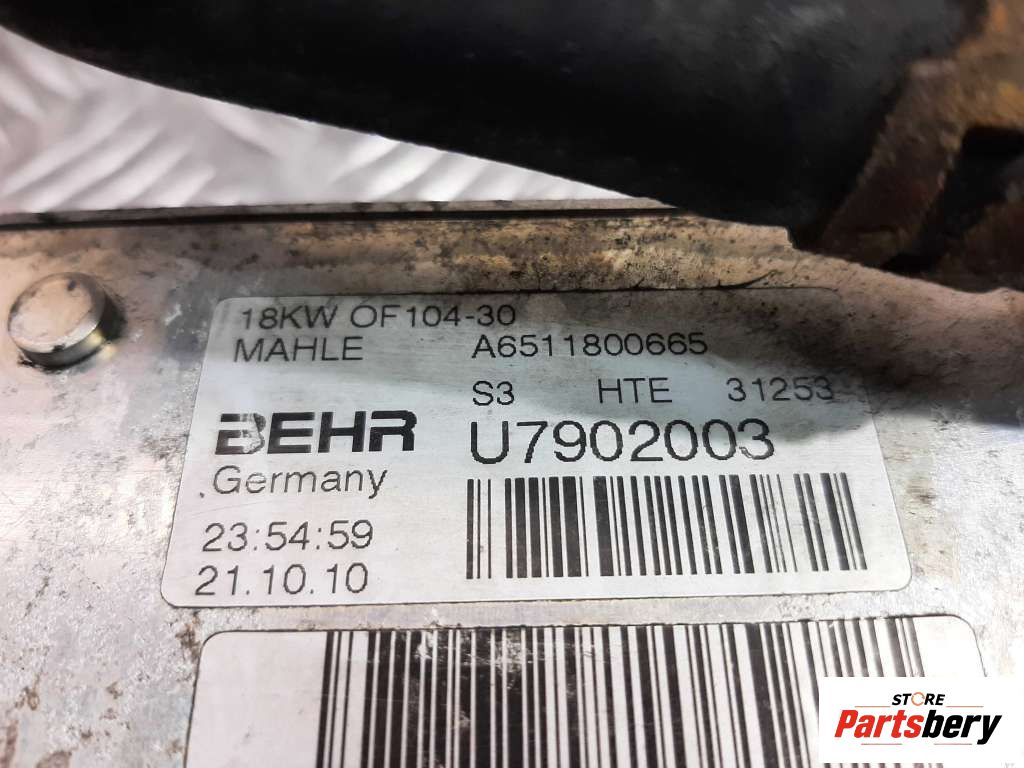 18KW OF104-30
MAHLE A6511800665
S3 HTE 31253
BEHR U7902003
Germany
23:54:59
21.10.10
STORE
Partsbery